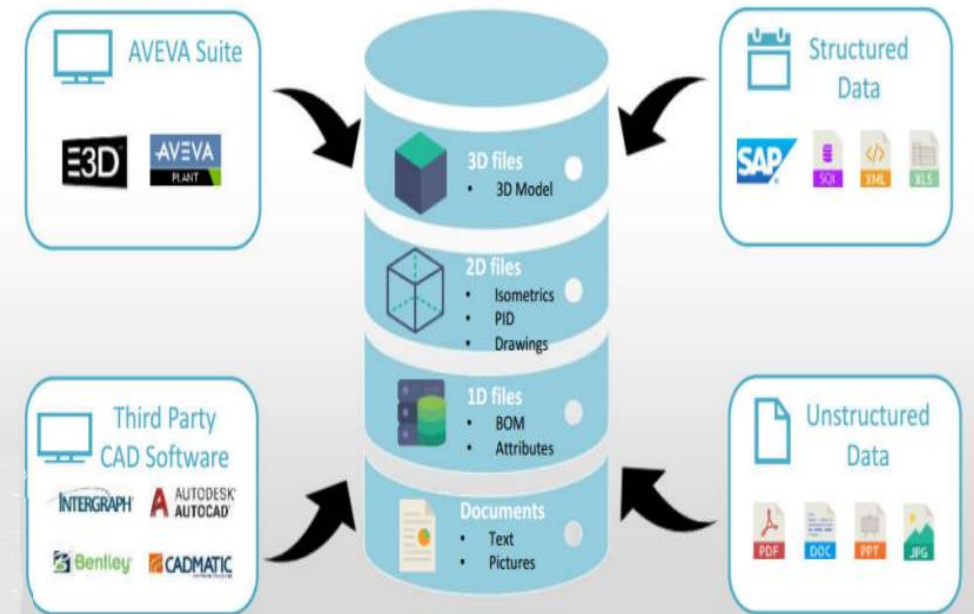 AVEVA Suite
E3D
AVEVA
PLANT
Third Party
CAD Software
INTERGRAPH
AUTODESK
AUTOCAD
Bentley
CADMATIC
3D files
• 3D Model
2D files
• Isometrics
• PID
• Drawings
1D files
• BOM
• Attributes
Documents
• Text
• Pictures
Structured
Data
SAP
SQL
XML
XLS
Unstructured
Data
PDF
DOC
PPT
JPG